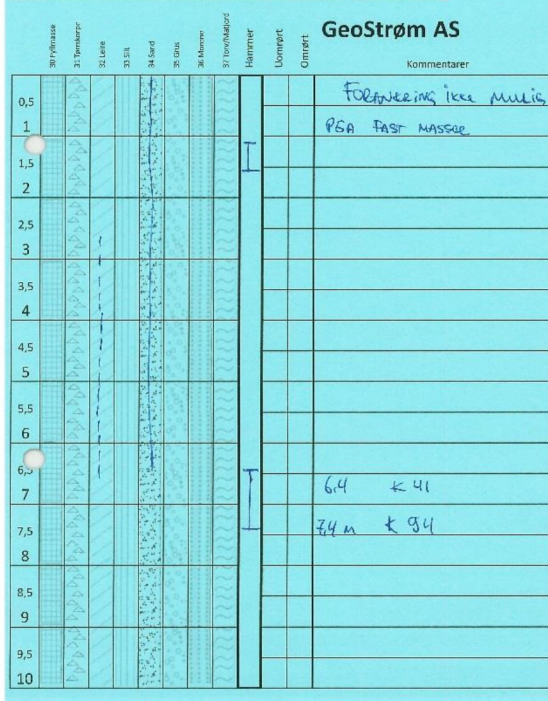 GeoStrøm AS
30 Fyllmasse
31 Tørrskorpe
32 Leire
33 Silt
34 Sand
35 Grus
36 Morene
37 Torv/Matjord
Hammer
Uomrørt
Omrørt
Kommentarer
0,5
1
1,5
2
2,5
3
3,5
4
4,5
5
5,5
6
6,5
7
7,5
8
8,5
9
9,5
10
ikke mulig
PGA FAST MASSER
6,4 K 41
7,4 m K 94